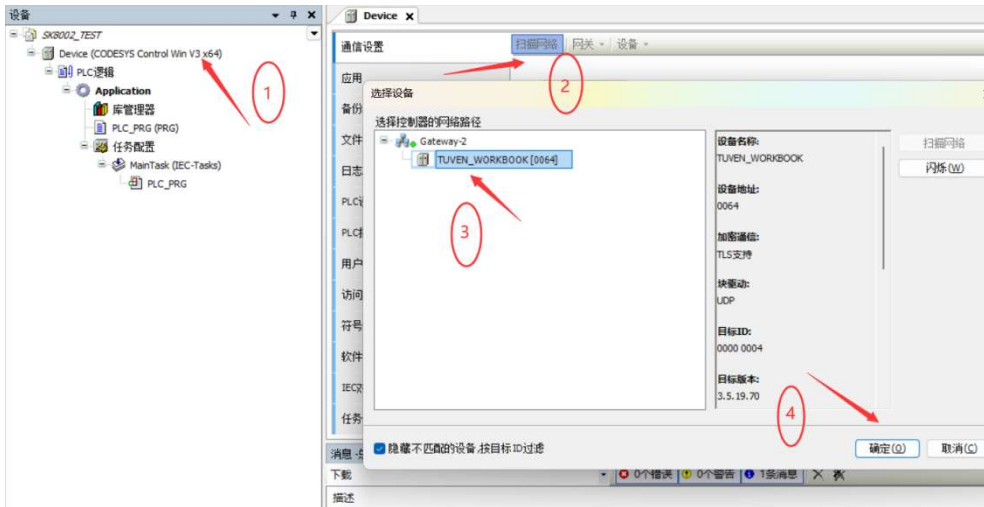 设备
SK8002_TEST
Device (CODESYS Control Win V3 x64)
PLC逻辑
Application
库管理器
PLC_PRG (PRG)
任务配置
MainTask (IEC-Tasks)
PLC_PRG
1
Device
通信设置
扫描网络 网关 设备
应用
备份
文件
日志
PLC
PLC
用户
访问
符号
软件
IEC
任务
2
选择设备
选择控制器的网络路径
Gateway-2
TUVEN_WORKBOOK [0064]
3
设备名称:
TUVEN_WORKBOOK
设备地址:
0064
加密通信:
TLS支持
块驱动:
UDP
目标ID:
0000 0004
目标版本:
3.5.19.70
扫描网络
闪烁(W)
4
隐藏不匹配的设备,按目标ID过滤
确定(O) 取消(C)
消息
下载
0个错误 0个警告 1条消息
描述